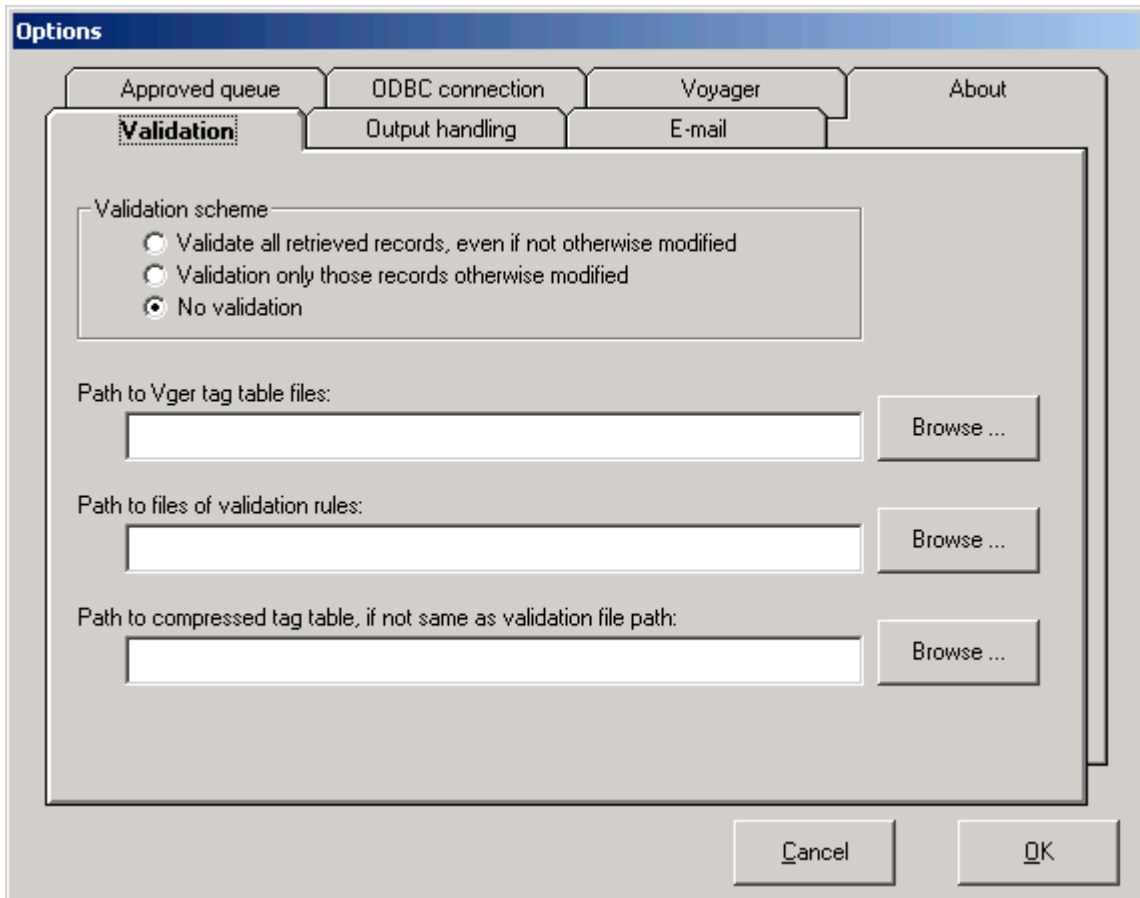 Options
Approved queue
ODBC connection
Voyager
About
Validation
Output handling
E-mail
Validation scheme
Validate all retrieved records, even if not otherwise modified
Validation only those records otherwise modified
No validation
Path to Vger tag table files:
Browse ...
Path to files of validation rules:
Browse ...
Path to compressed tag table, if not same as validation file path:
Browse ...
Cancel
OK